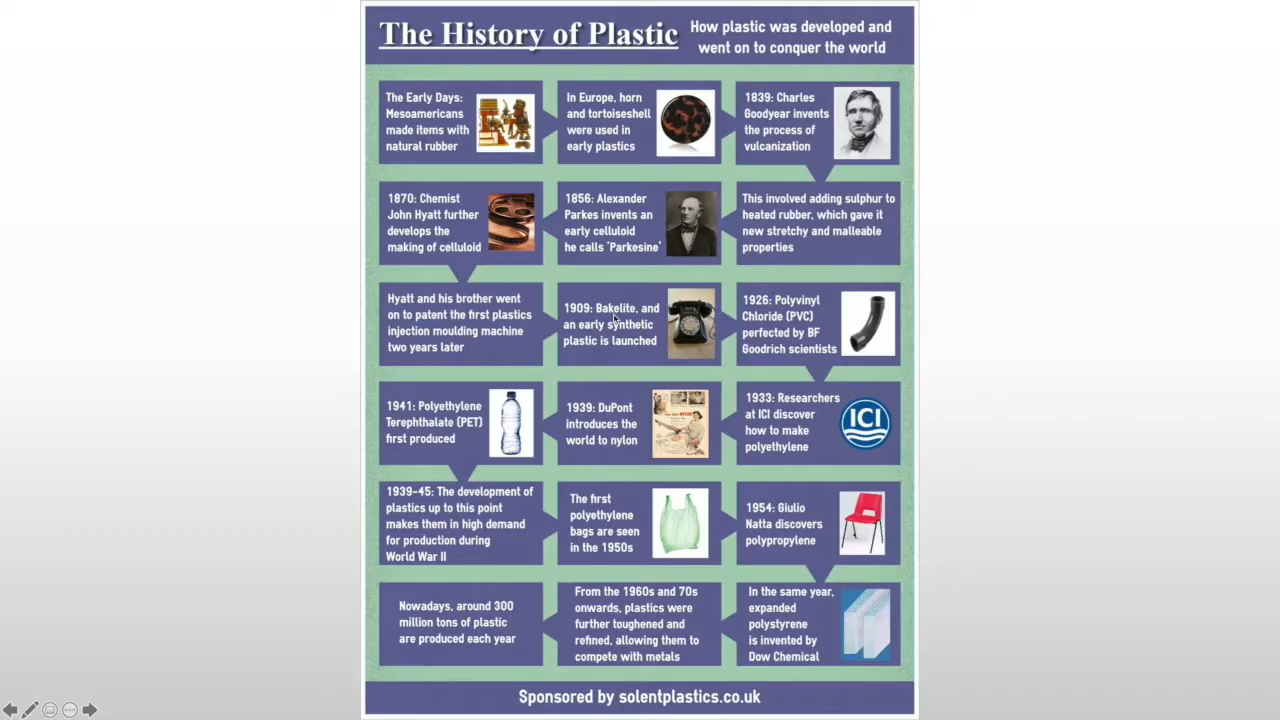 The History of Plastic
How plastic was developed and
went on to conquer the world
The Early Days:
Mesoamericans
made items with
natural rubber
In Europe, horn
and tortoiseshell
were used in
early plastics
1839: Charles
Goodyear invents
the process of
vulcanization
This involved adding sulphur to
heated rubber, which gave it
new stretchy and malleable
properties
1856: Alexander
Parkes invents an
early celluloid
he calls 'Parkesine'
1870: Chemist
John Hyatt further
develops the
making of celluloid
Hyatt and his brother went
on to patent the first plastics
injection moulding machine
two years later
1909: Bakelite, and
an early synthetic
plastic is launched
1926: Polyvinyl
Chloride (PVC)
perfected by BF
Goodrich scientists
1933: Researchers
at ICI discover
how to make
polyethylene
ICI
1939: DuPont
introduces the
world to nylon
1941: Polyethylene
Terephthalate (PET)
first produced
1939-45: The development of
plastics up to this point
makes them in high demand
for production during
World War II
The first
polyethylene
bags are seen
in the 1950s
1954: Giulio
Natta discovers
polypropylene
In the same year,
expanded
polystyrene
is invented by
Dow Chemical
From the 1960s and 70s
onwards, plastics were
further toughened and
refined, allowing them to
compete with metals
Nowadays, around 300
million tons of plastic
are produced each year
Sponsored by solentplastics.co.uk